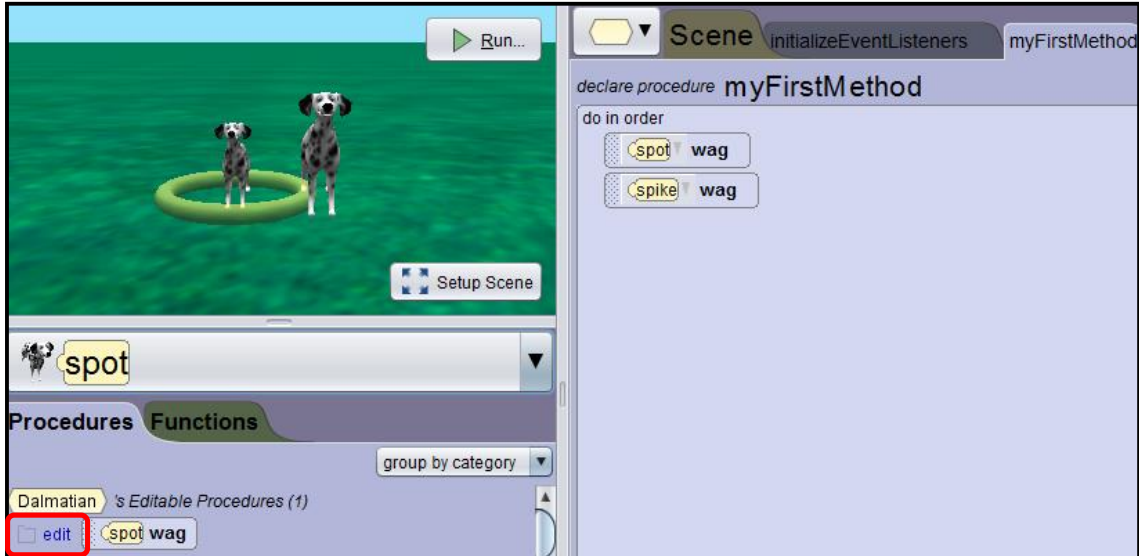 Run...
Setup Scene
spot
Procedures Functions
group by category
Dalmatian 's Editable Procedures (1)
edit spot wag
Scene initializeEventListeners myFirstMethod
declare procedure myFirstMethod
do in order
spot wag
spike wag